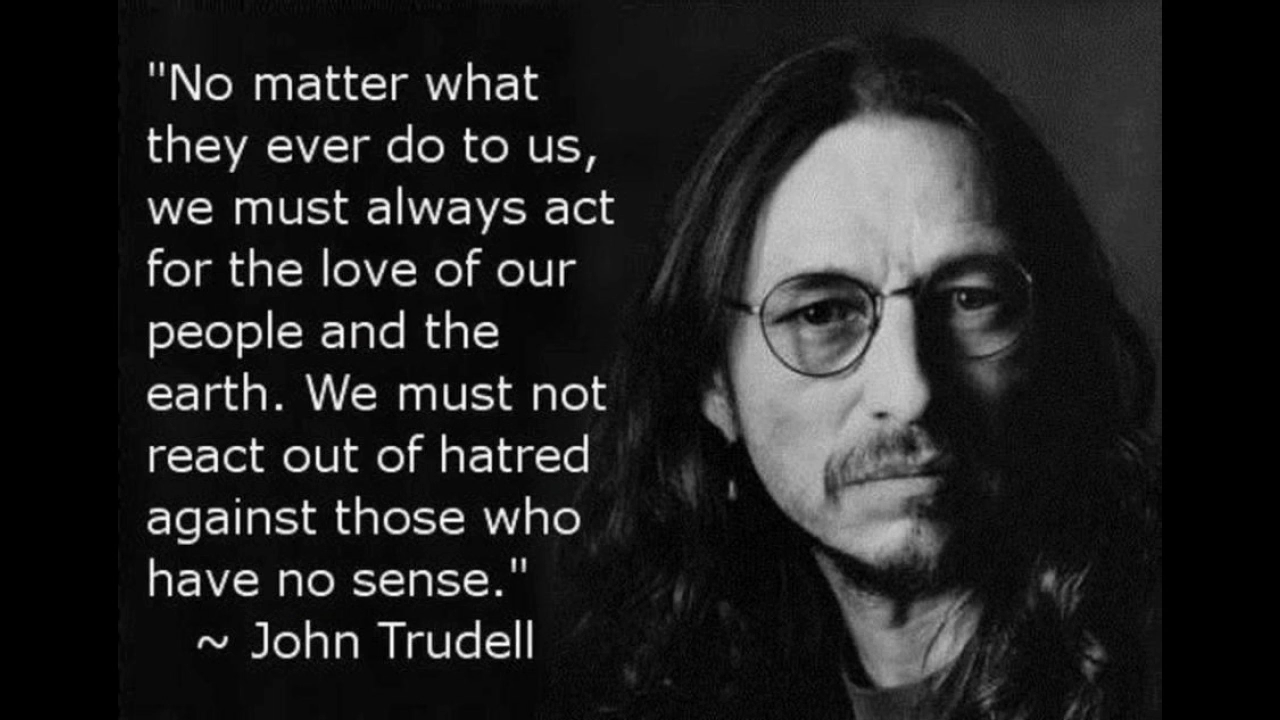 "No matter what
they ever do to us,
we must always act
for the love of our
people and the
earth. We must not
react out of hatred
against those who
have no sense."
~ John Trudell